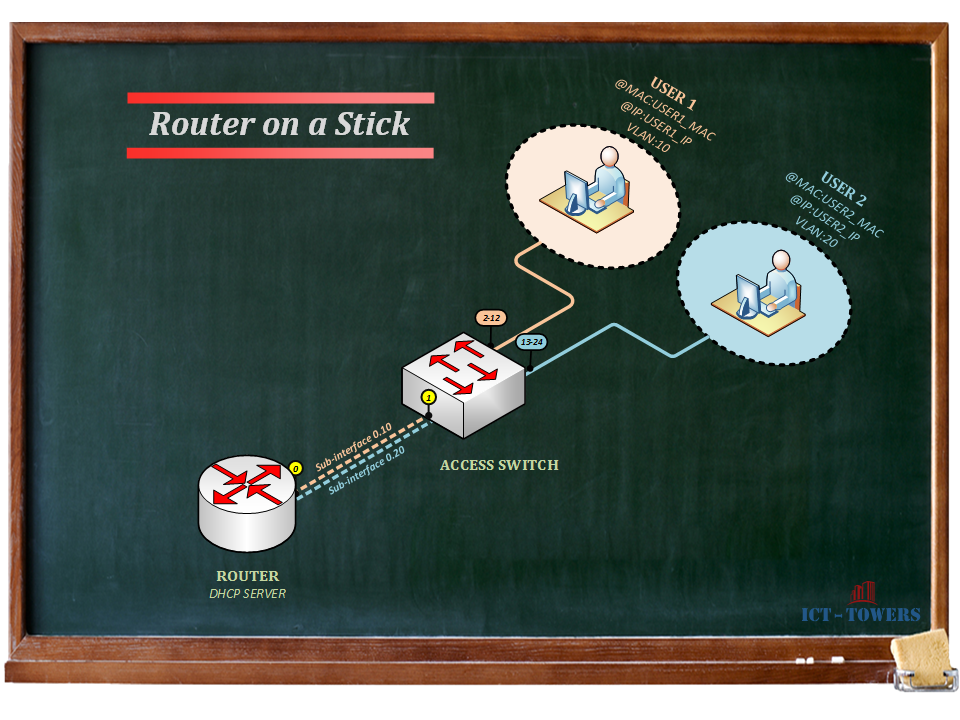 Router on a Stick
USER 1
@MAC:USER1_MAC
@IP:USER1_IP
VLAN:10
USER 2
@MAC:USER2_MAC
@IP:USER2_IP
VLAN:20
2-12
13-24
1
Sub-interface 0.10
Sub-interface 0.20
0
ACCESS SWITCH
ROUTER
DHCP SERVER
ICT - TOWERS